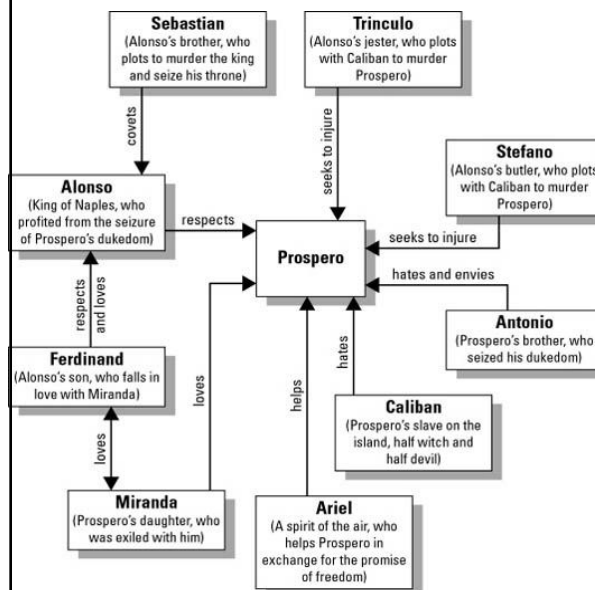 Sebastian
(Alonso's brother, who
plots to murder the king
and seize his throne)
Trinculo
(Alonso's jester, who plots
with Caliban to murder
Prospero)
covets
seeks to injure
Stefano
(Alonso's butler, who plots
with Caliban to murder
Prospero)
Alonso
(King of Naples, who
profited from the seizure
of Prospero's dukedom)
respects
Prospero
seeks to injure
hates and envies
respects
and loves
Antonio
(Prospero's brother, who
seized his dukedom)
Ferdinand
(Alonso's son, who falls in
love with Miranda)
loves
helps
hates
Caliban
(Prospero's slave on the
island, half witch and
half devil)
loves
Miranda
(Prospero's daughter, who
was exiled with him)
Ariel
(A spirit of the air, who
helps Prospero in
exchange for the promise
of freedom)